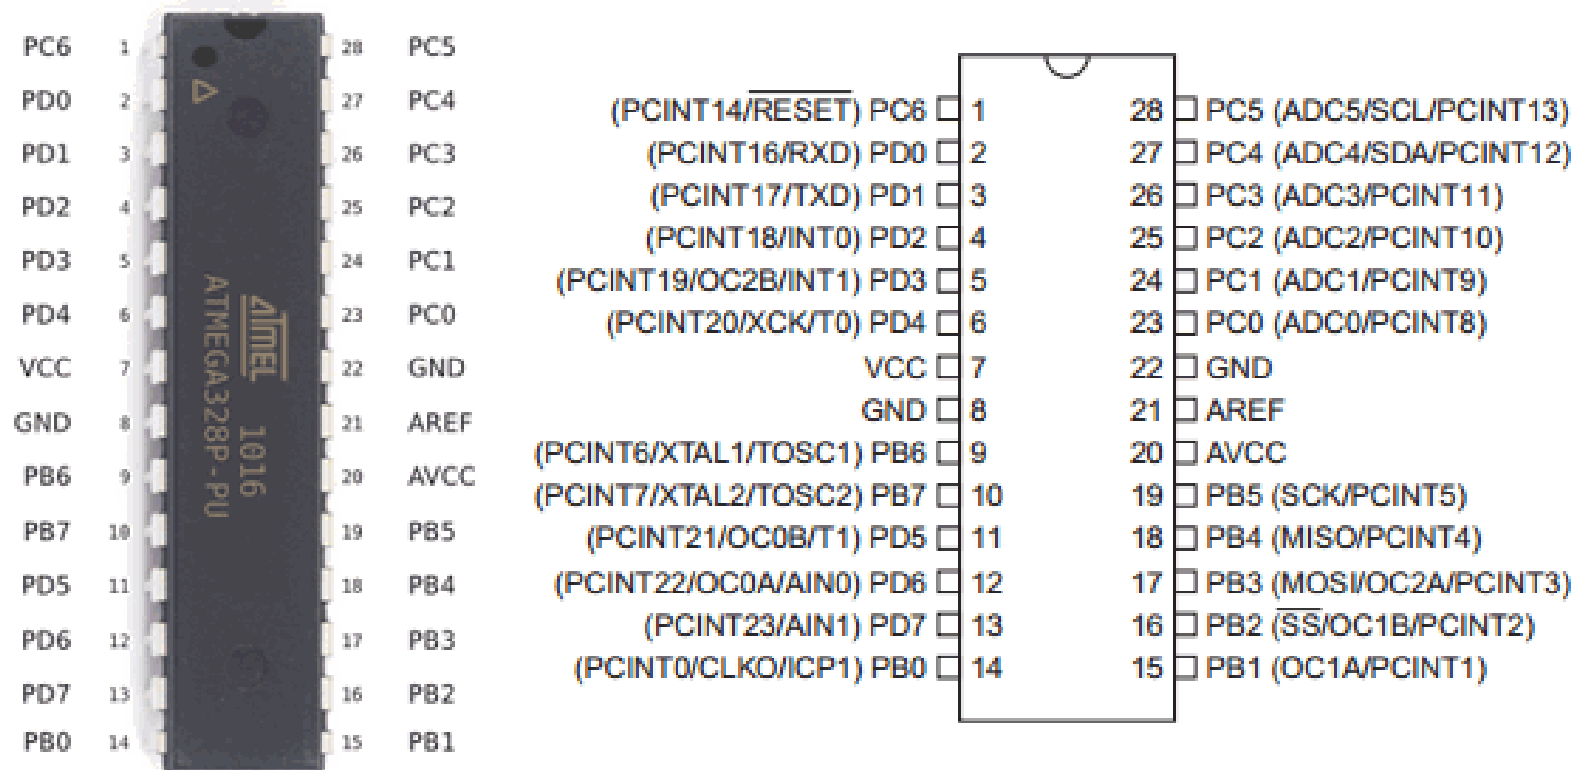 PC6 1 28 PC5
PD0 2 27 PC4
PD1 3 26 PC3
PD2 4 25 PC2
PD3 5 24 PC1
PD4 6 23 PC0
VCC 7 22 GND
GND 8 21 AREF
PB6 9 20 AVCC
PB7 10 19 PB5
PD5 11 18 PB4
PD6 12 17 PB3
PD7 13 16 PB2
PB0 14 15 PB1
ATMEL 1016
ATMEGA328P-PU
(PCINT14/RESET) PC6 1 28 PC5 (ADC5/SCL/PCINT13)
(PCINT16/RXD) PD0 2 27 PC4 (ADC4/SDA/PCINT12)
(PCINT17/TXD) PD1 3 26 PC3 (ADC3/PCINT11)
(PCINT18/INT0) PD2 4 25 PC2 (ADC2/PCINT10)
(PCINT19/OC2B/INT1) PD3 5 24 PC1 (ADC1/PCINT9)
(PCINT20/XCK/T0) PD4 6 23 PC0 (ADC0/PCINT8)
VCC 7 22 GND
GND 8 21 AREF
(PCINT6/XTAL1/TOSC1) PB6 9 20 AVCC
(PCINT7/XTAL2/TOSC2) PB7 10 19 PB5 (SCK/PCINT5)
(PCINT21/OC0B/T1) PD5 11 18 PB4 (MISO/PCINT4)
(PCINT22/OC0A/AIN0) PD6 12 17 PB3 (MOSI/OC2A/PCINT3)
(PCINT23/AIN1) PD7 13 16 PB2 (SS/OC1B/PCINT2)
(PCINT0/CLKO/ICP1) PB0 14 15 PB1 (OC1A/PCINT1)